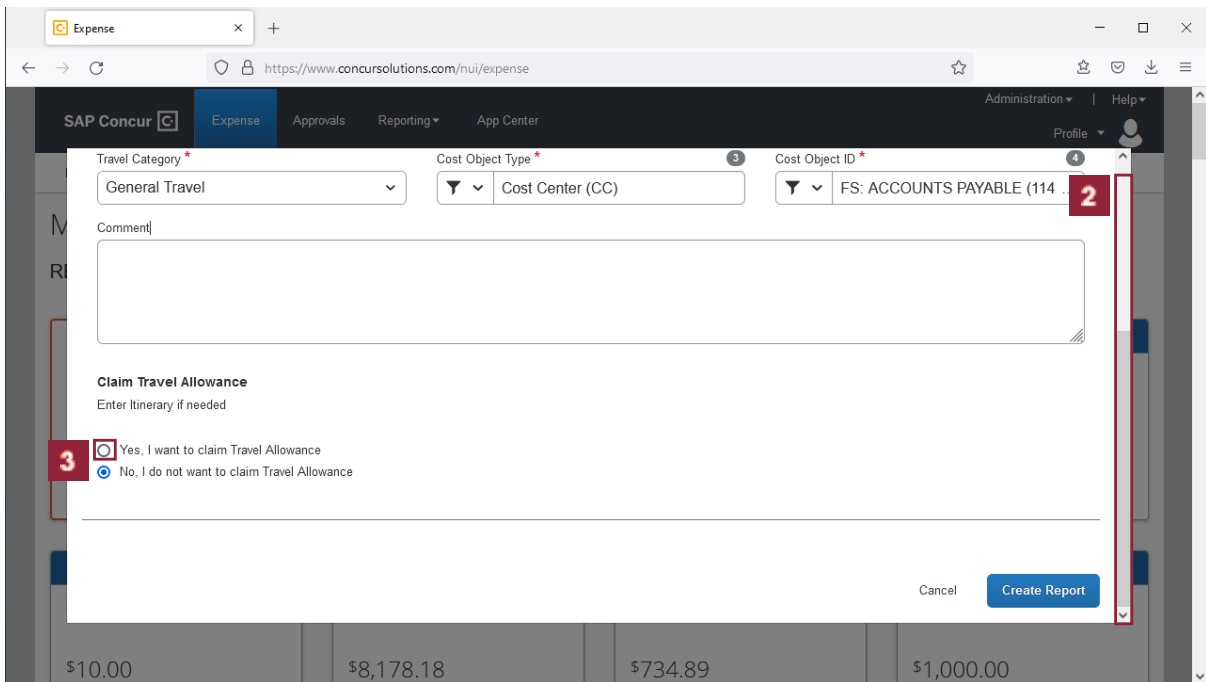 Expense
https://www.concursolutions.com/nui/expense
Administration | Help
SAP Concur C Expense Approvals Reporting App Center
Profile
Travel Category * Cost Object Type * 3 Cost Object ID * 4
General Travel Cost Center (CC) FS: ACCOUNTS PAYABLE (114 ...
2
M
Comment
RE
Claim Travel Allowance
Enter Itinerary if needed
3
Yes, I want to claim Travel Allowance
No, I do not want to claim Travel Allowance
Cancel Create Report
$10.00 $8,178.18 $734.89 $1,000.00